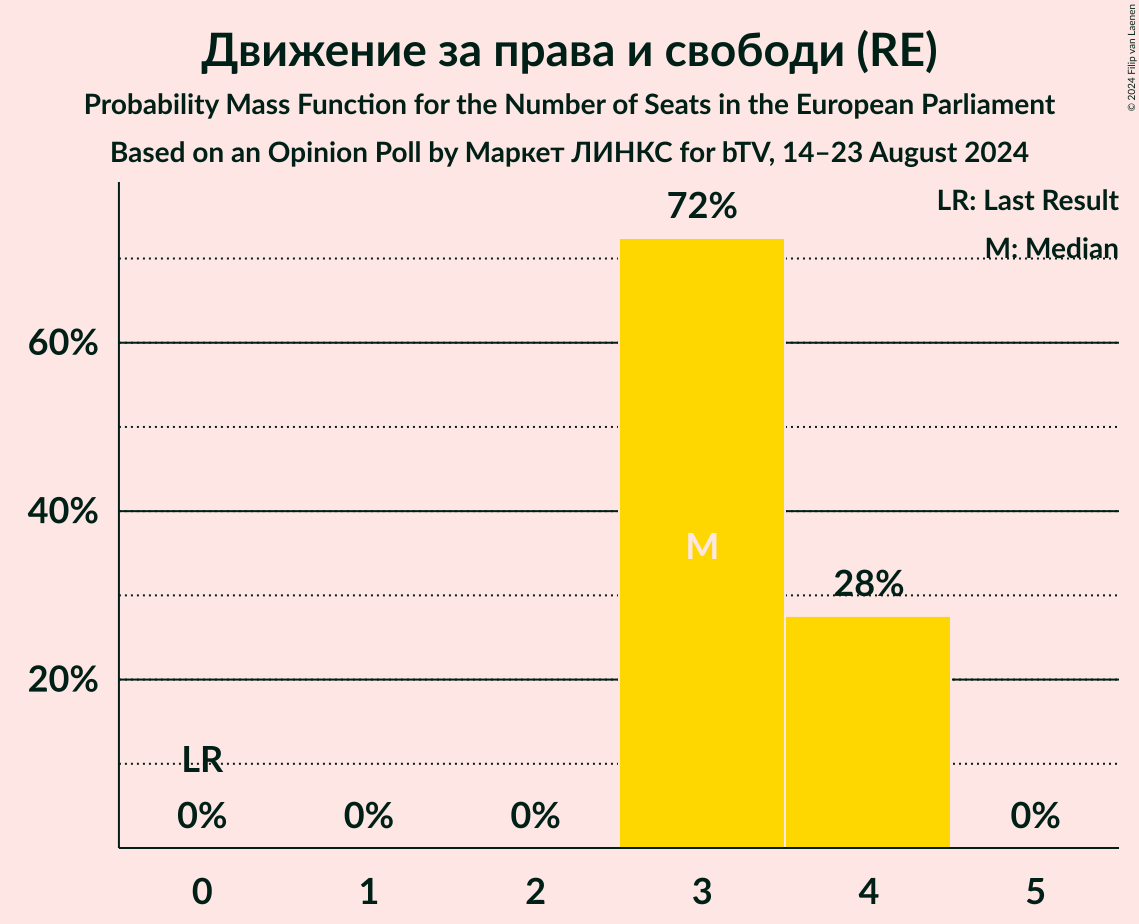 Движение за права и свободи (RE)
Probability Mass Function for the Number of Seats in the European Parliament
Based on an Opinion Poll by Маркет ЛИНКС for bTV, 14–23 August 2024
© 2024 Filip van Laenen
LR: Last Result
M: Median
72%
60%
40%
M
28%
20%
LR
0% 0% 0% 0%
0 1 2 3 4 5